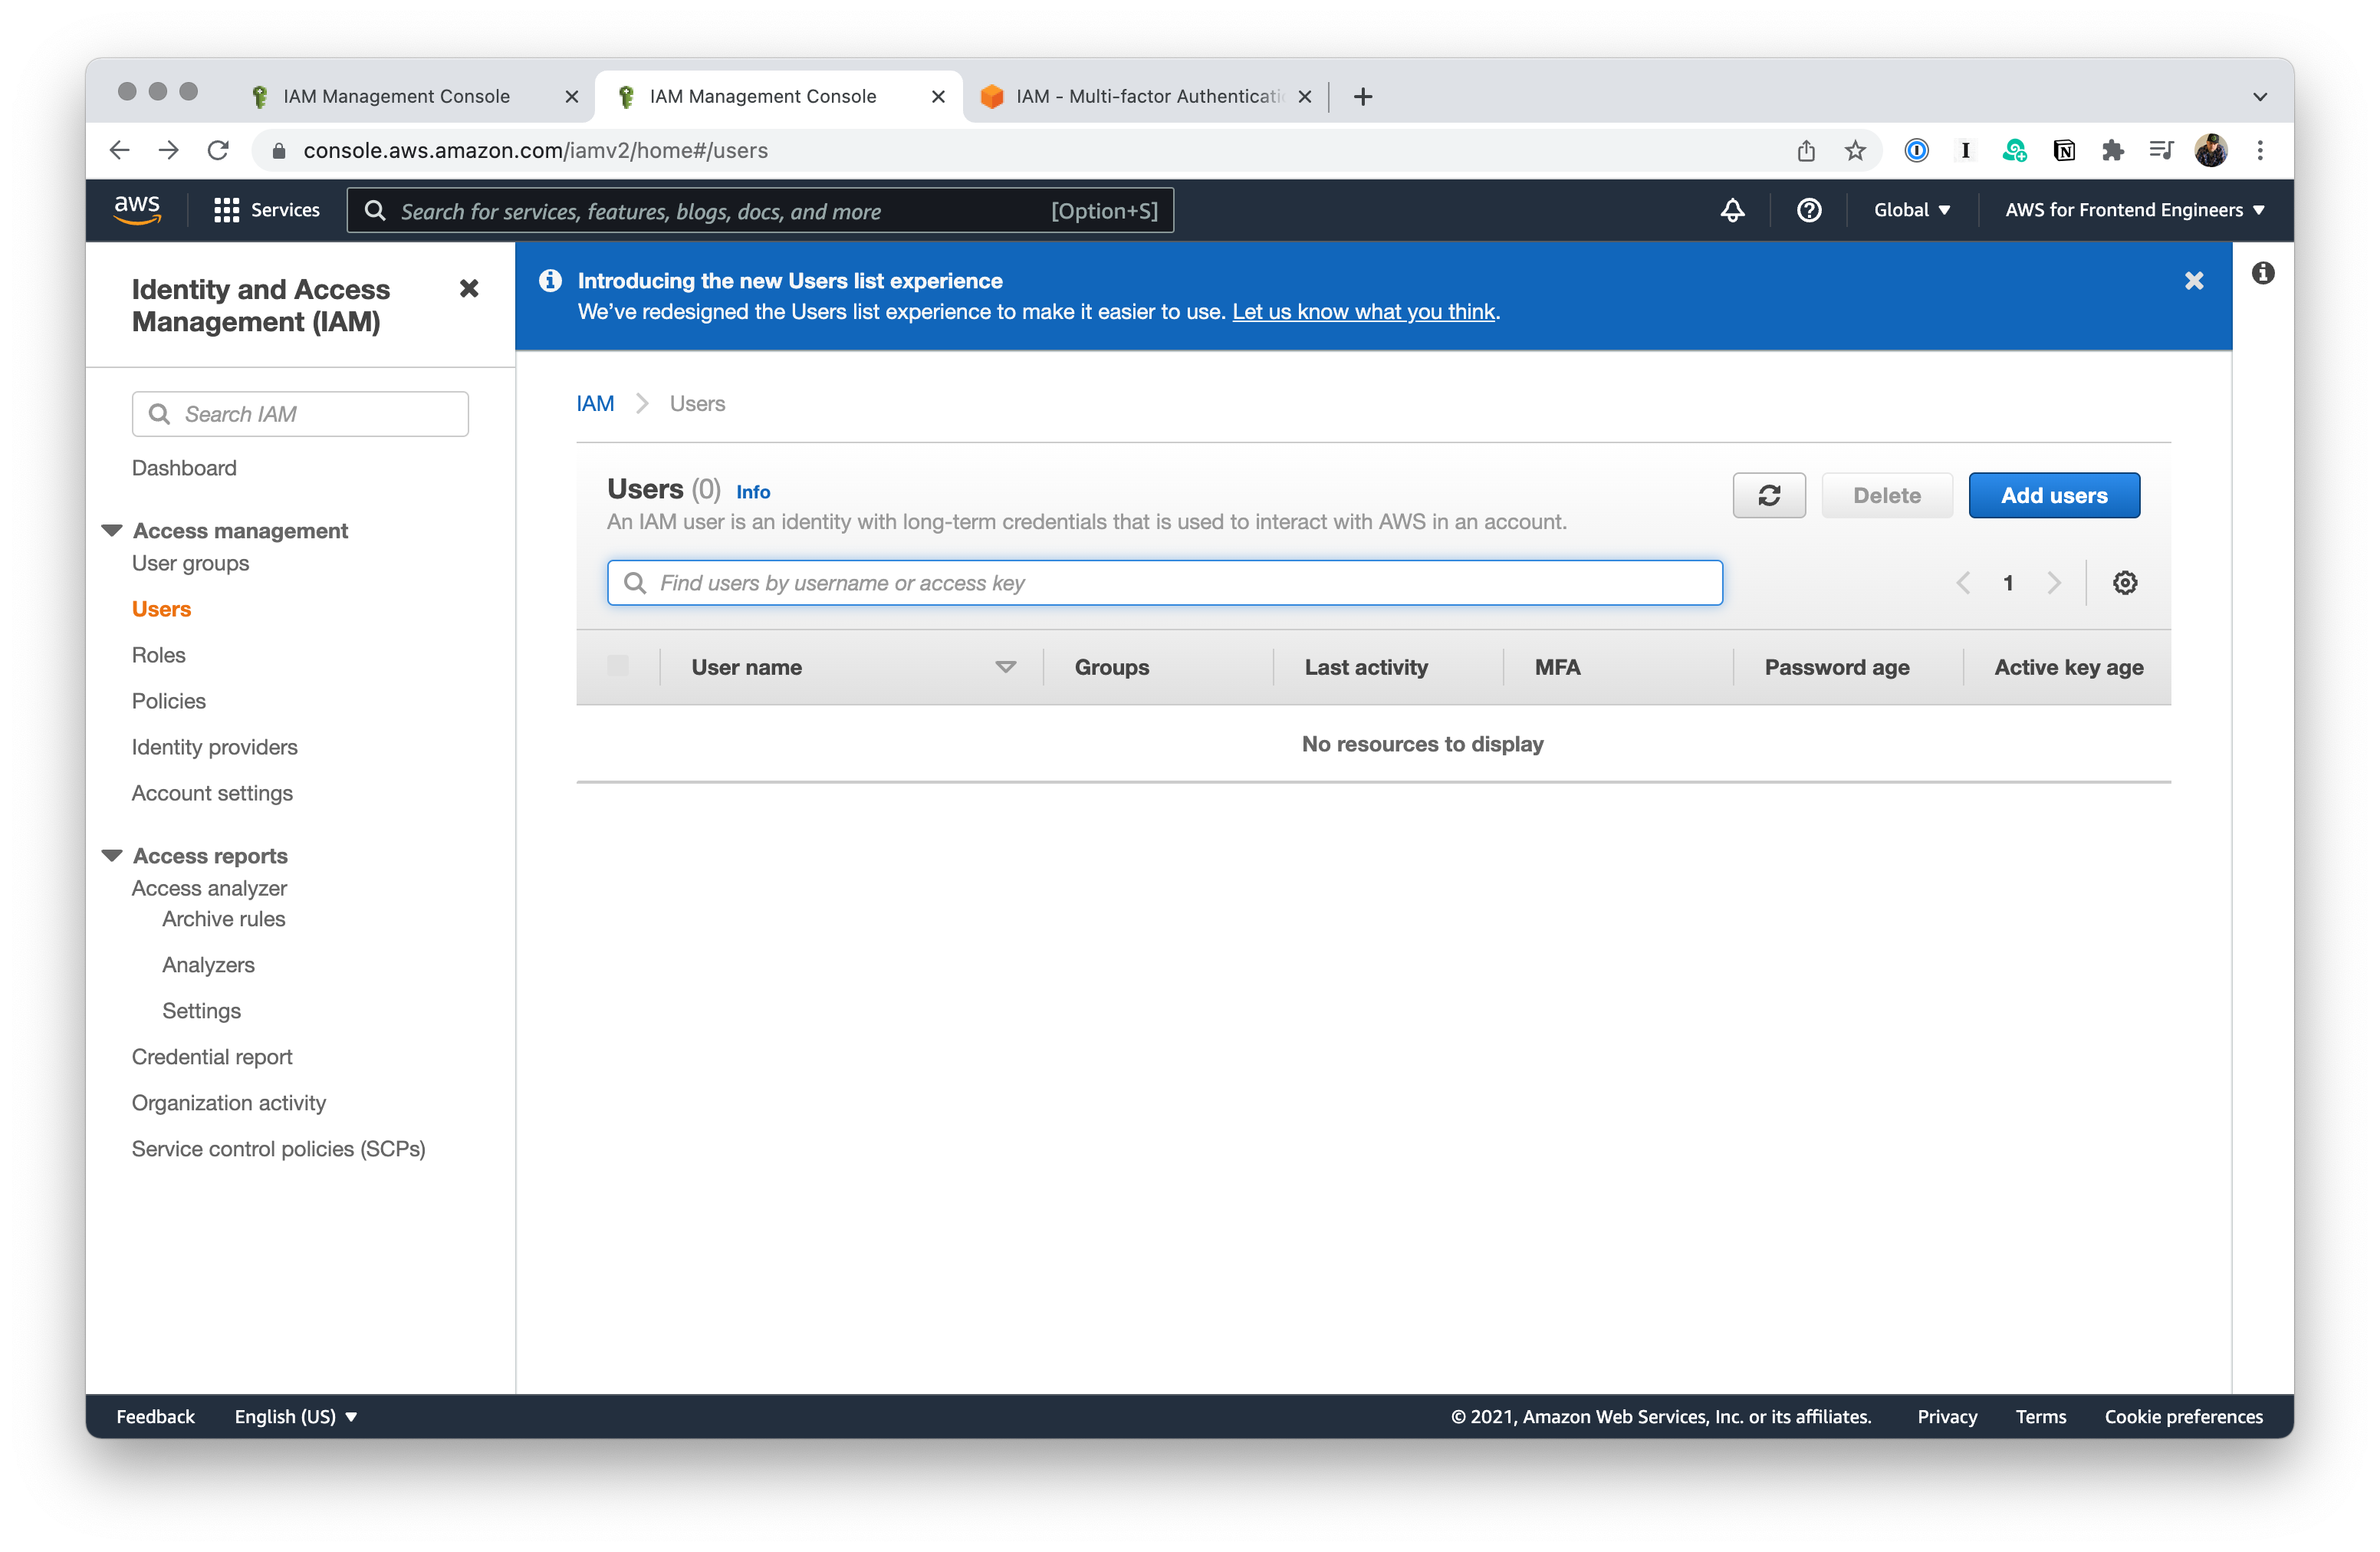 IAM Management Console
IAM Management Console
IAM - Multi-factor Authenticati
console.aws.amazon.com/iamv2/home#/users
aws
Services
Search for services, features, blogs, docs, and more
[Option+S]
Global
AWS for Frontend Engineers
Identity and Access
Management (IAM)
Search IAM
Dashboard
Access management
User groups
Users
Roles
Policies
Identity providers
Account settings
Access reports
Access analyzer
Archive rules
Analyzers
Settings
Credential report
Organization activity
Service control policies (SCPs)
Introducing the new Users list experience
We’ve redesigned the Users list experience to make it easier to use. Let us know what you think.
IAM
Users
Users (0) Info
An IAM user is an identity with long-term credentials that is used to interact with AWS in an account.
Delete
Add users
Find users by username or access key
1
User name
Groups
Last activity
MFA
Password age
Active key age
No resources to display
Feedback
English (US)
© 2021, Amazon Web Services, Inc. or its affiliates.
Privacy
Terms
Cookie preferences